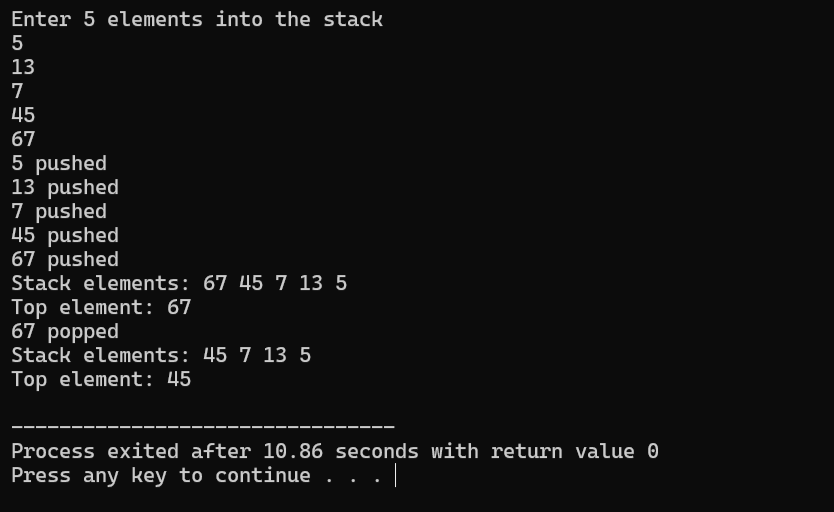 Enter 5 elements into the stack
5
13
7
45
67
5 pushed
13 pushed
7 pushed
45 pushed
67 pushed
Stack elements: 67 45 7 13 5
Top element: 67
67 popped
Stack elements: 45 7 13 5
Top element: 45
--------------------------------
Process exited after 10.86 seconds with return value 0
Press any key to continue . . .